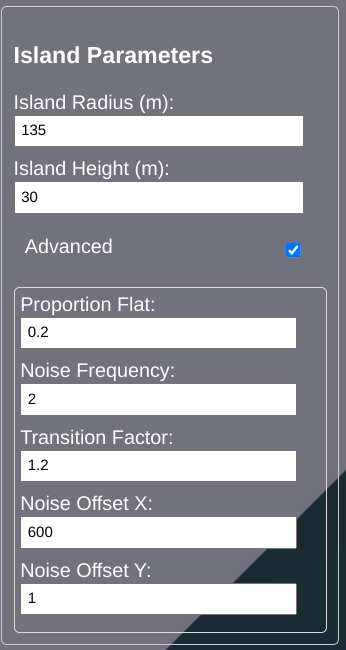 Island Parameters
Island Radius (m):
135
Island Height (m):
30
Advanced
Proportion Flat:
0.2
Noise Frequency:
2
Transition Factor:
1.2
Noise Offset X:
600
Noise Offset Y:
1